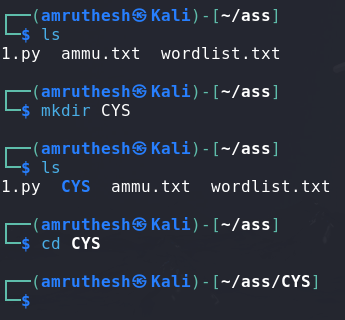 ┌──(amruthesh㉿Kali)-[~/ass]
└─$ ls
1.py  ammu.txt  wordlist.txt
┌──(amruthesh㉿Kali)-[~/ass]
└─$ mkdir CYS
┌──(amruthesh㉿Kali)-[~/ass]
└─$ ls
1.py  CYS  ammu.txt  wordlist.txt
┌──(amruthesh㉿Kali)-[~/ass]
└─$ cd CYS
┌──(amruthesh㉿Kali)-[~/ass/CYS]
└─$